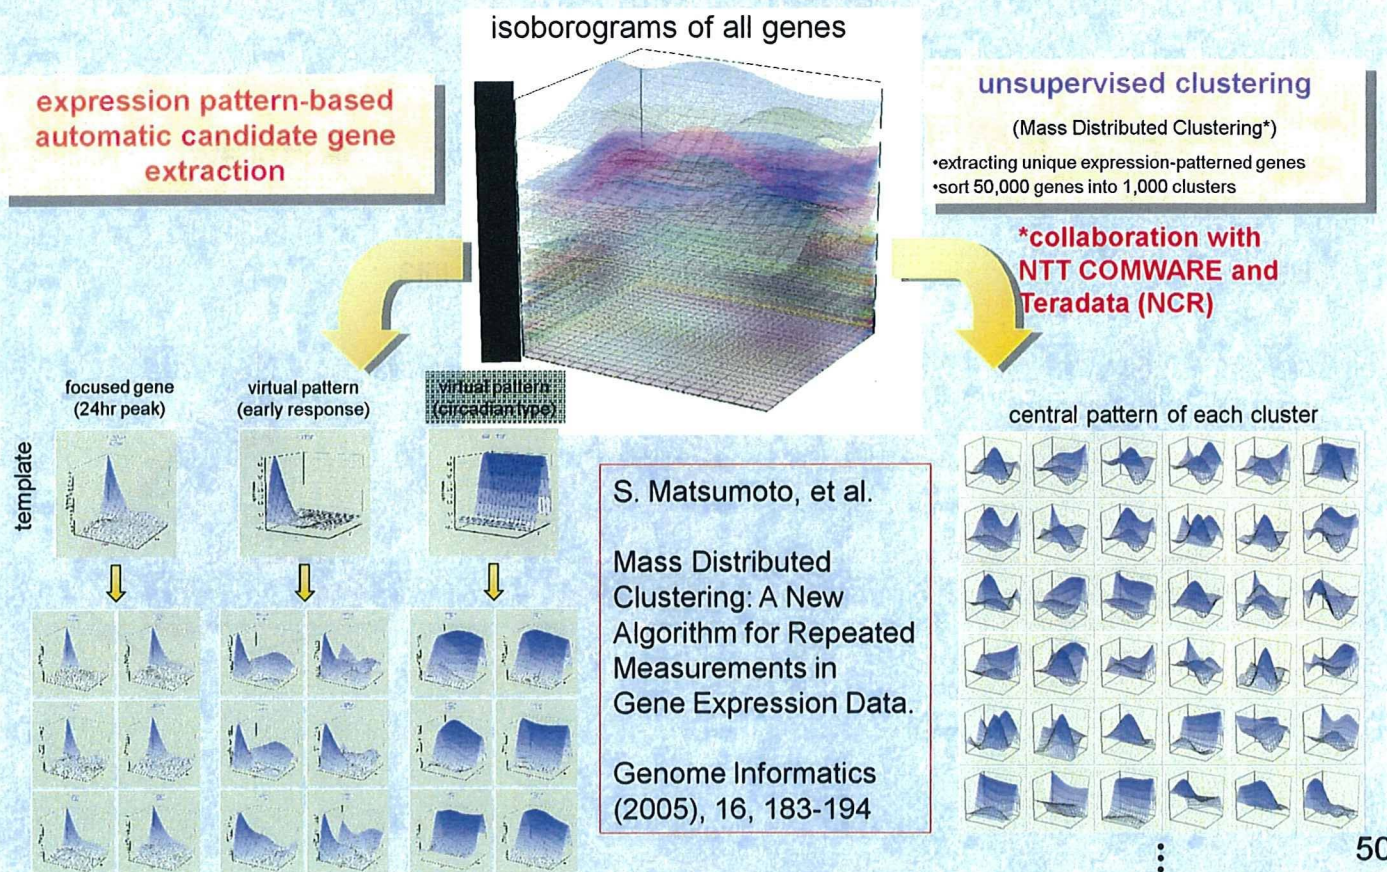 isoborograms of all genes
expression pattern-based
automatic candidate gene
extraction
unsupervised clustering
(Mass Distributed Clustering*)
•extracting unique expression-patterned genes
•sort 50,000 genes into 1,000 clusters
*collaboration with
NTT COMWARE and
Teradata (NCR)
focused gene
(24hr peak)
virtual pattern
(early response)
virtual pattern
(circadian type)
template
central pattern of each cluster
S. Matsumoto, et al.
Mass Distributed
Clustering: A New
Algorithm for Repeated
Measurements in
Gene Expression Data.
Genome Informatics
(2005), 16, 183-194
50